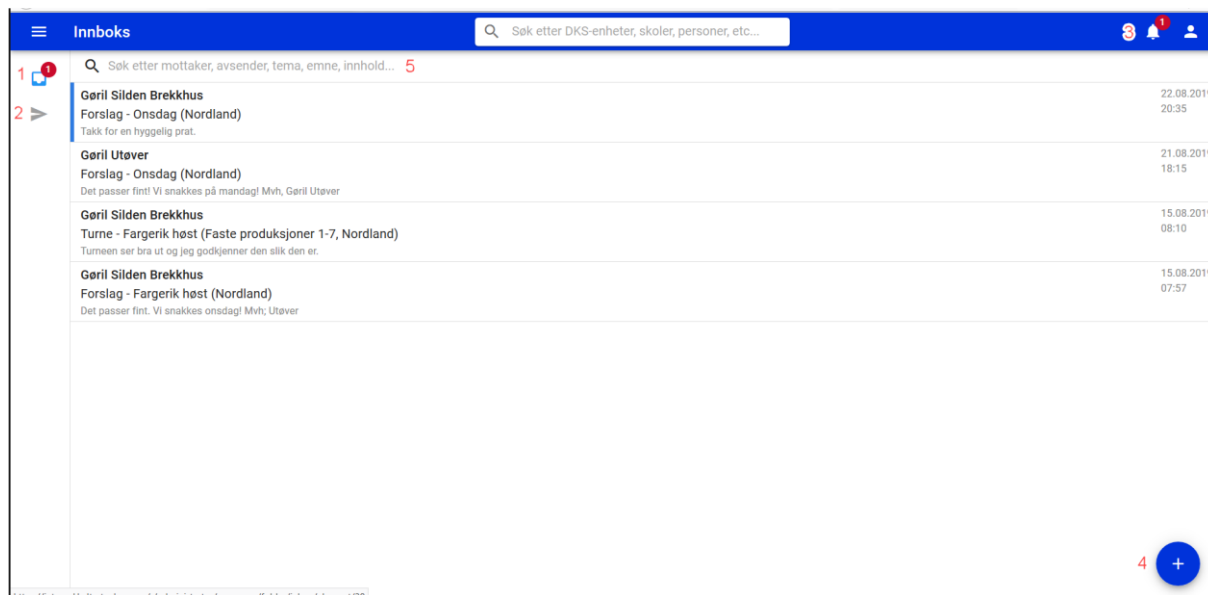 Innboks
Søk etter DKS-enheter, skoler, personer, etc...
3
1
1
1
Søk etter mottaker, avsender, tema, emne, innhold...
5
2
Gøril Silden Brekkhus
22.08.2019
Forslag - Onsdag (Nordland)
20:35
Takk for en hyggelig prat.
Gøril Utøver
21.08.2019
Forslag - Onsdag (Nordland)
18:15
Det passer fint! Vi snakkes på mandag! Mvh, Gøril Utøver
Gøril Silden Brekkhus
15.08.2019
Turne - Fargerik høst (Faste produksjoner 1-7, Nordland)
08:10
Turneen ser bra ut og jeg godkjenner den slik den er.
Gøril Silden Brekkhus
15.08.2019
Forslag - Fargerik høst (Nordland)
07:57
Det passer fint. Vi snakkes onsdag! Mvh; Utøver
4
+